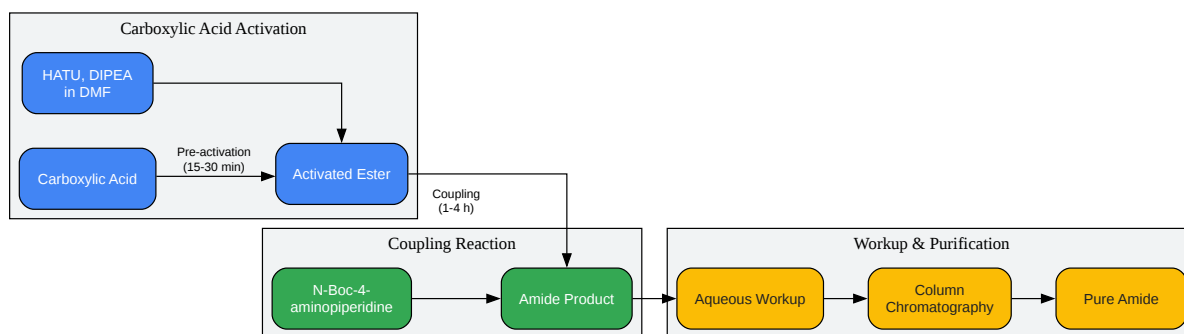 Carboxylic Acid Activation
HATU, DIPEA
in DMF
Pre-activation
(15-30 min)
Carboxylic Acid
Activated Ester
Coupling
(1-4 h)
Coupling Reaction
N-Boc-4-
aminopiperidine
Amide Product
Workup & Purification
Aqueous Workup
Column
Chromatography
Pure Amide